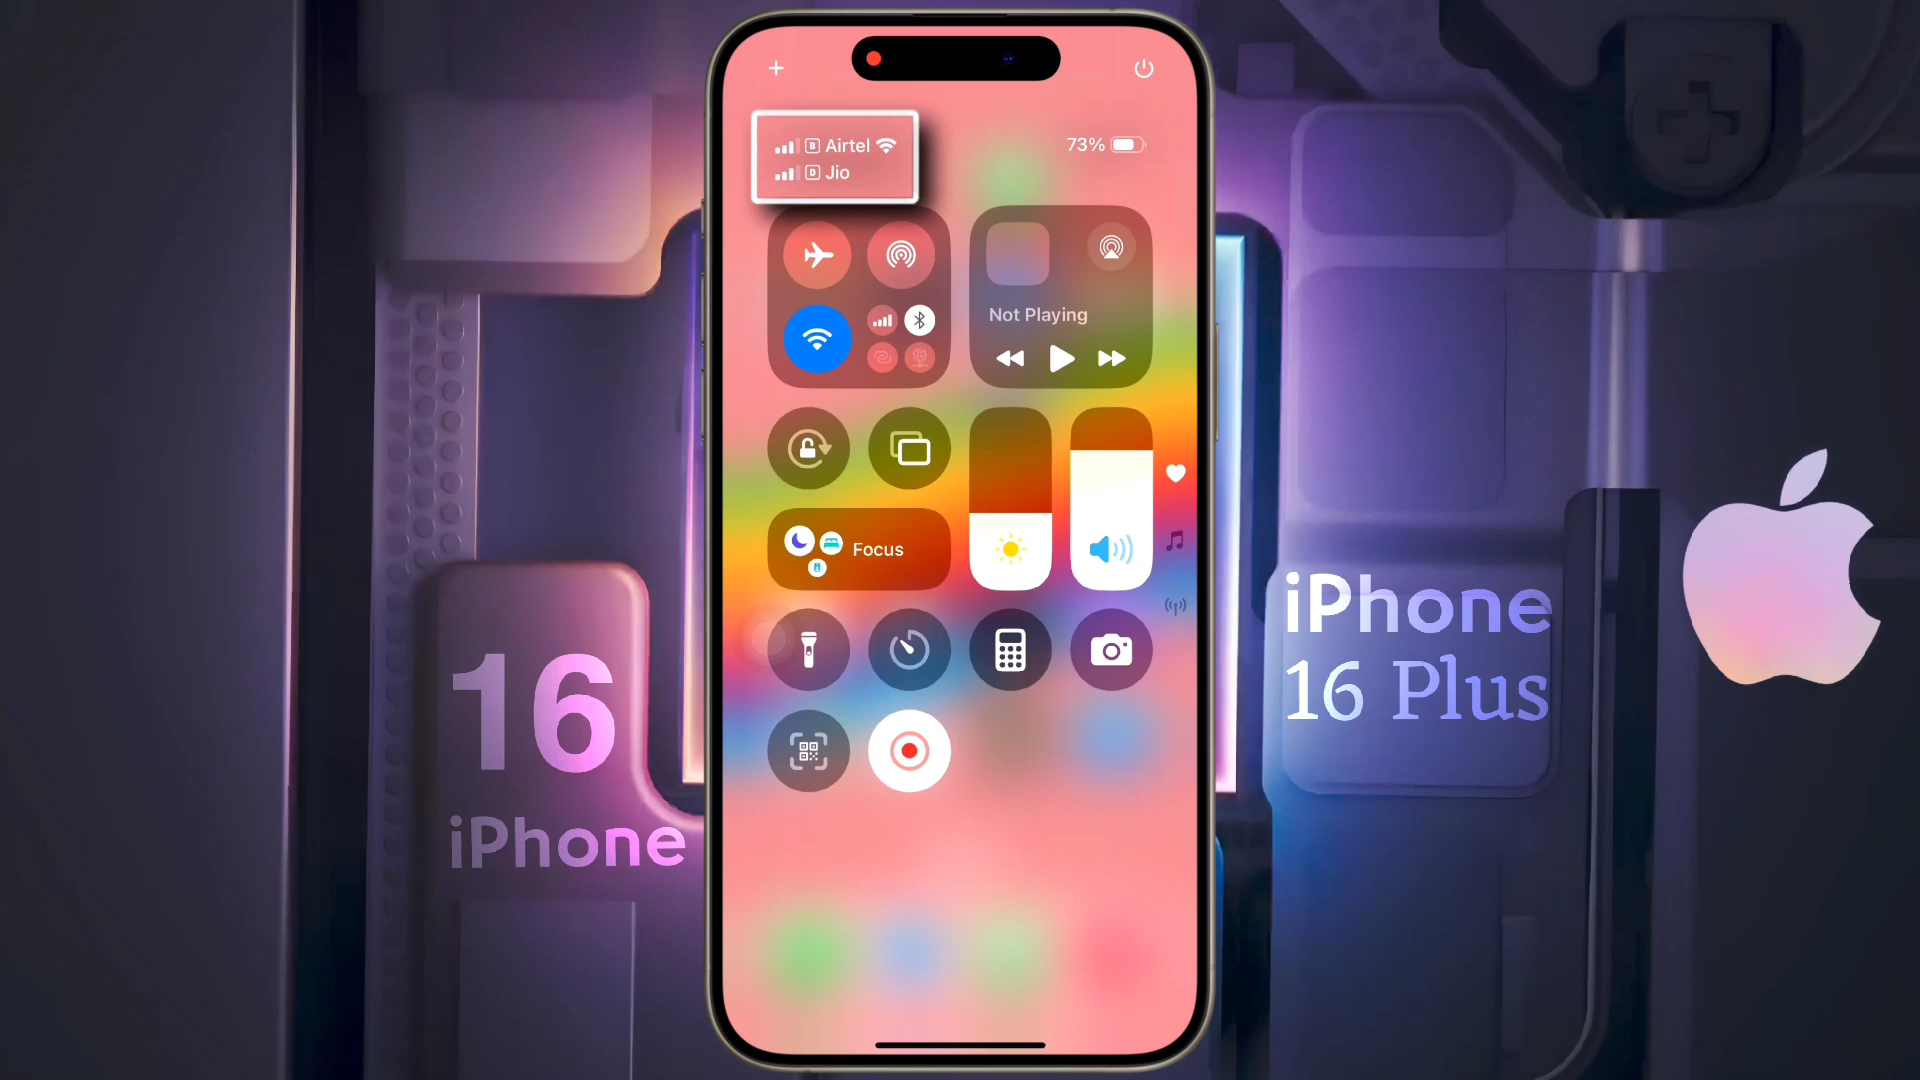 B Airtel
D Jio
73%
Not Playing
Focus
16
iPhone
iPhone
16 Plus